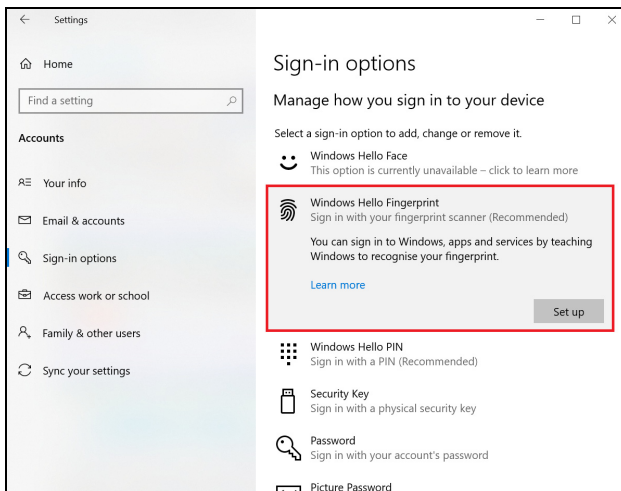 Settings
Home
Find a setting
Accounts
Your info
Email & accounts
Sign-in options
Access work or school
Family & other users
Sync your settings
Sign-in options
Manage how you sign in to your device
Select a sign-in option to add, change or remove it.
Windows Hello Face
This option is currently unavailable – click to learn more
Windows Hello Fingerprint
Sign in with your fingerprint scanner (Recommended)
You can sign in to Windows, apps and services by teaching
Windows to recognise your fingerprint.
Learn more
Set up
Windows Hello PIN
Sign in with a PIN (Recommended)
Security Key
Sign in with a physical security key
Password
Sign in with your account's password
Picture Password